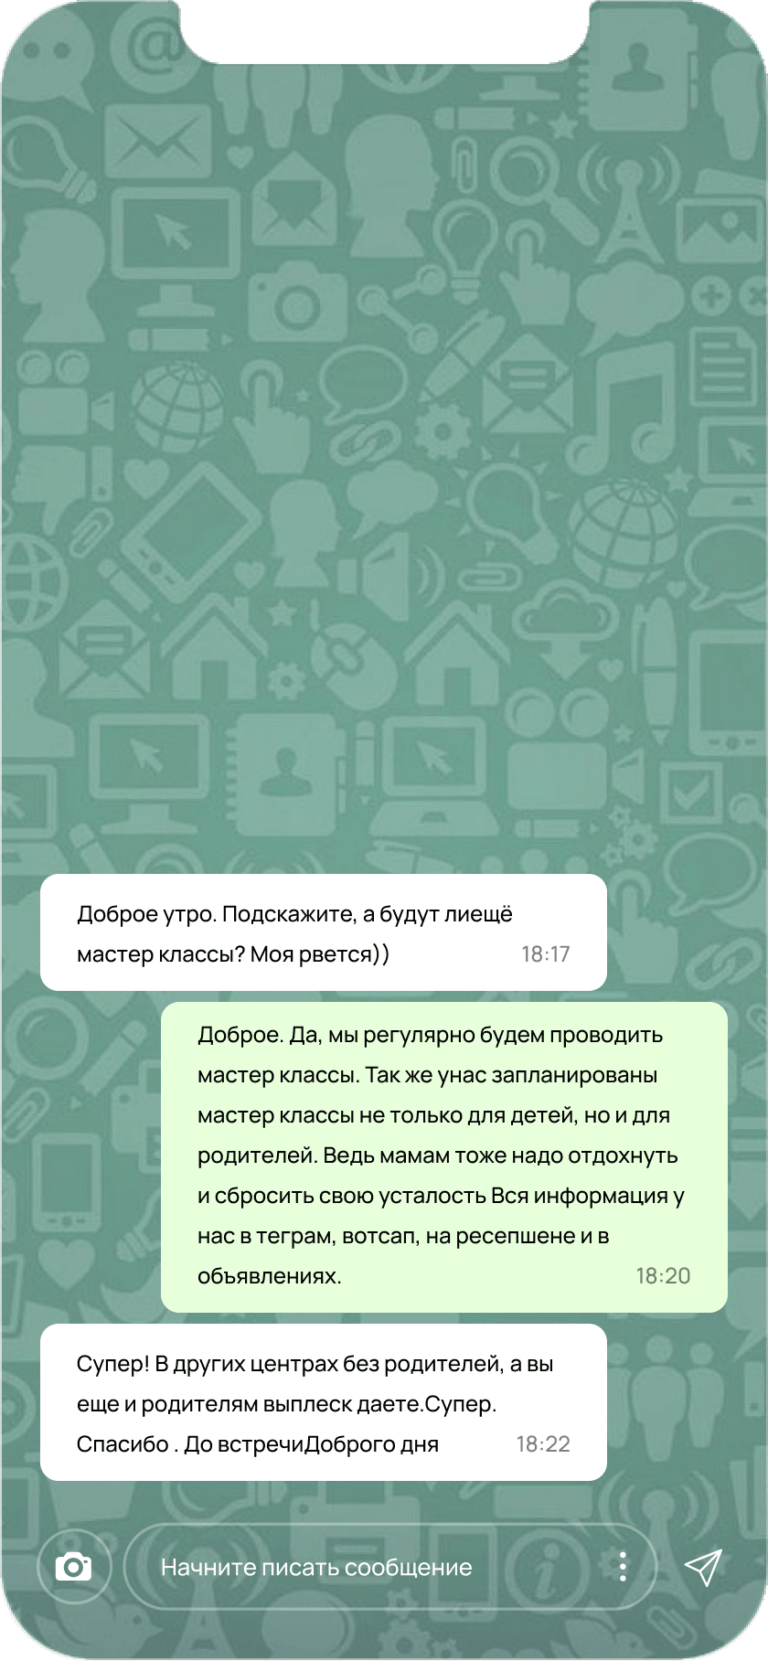 Доброе утро. Подскажите, а будут лиещё
мастер классы? Моя рвется))
18:17
Доброе. Да, мы регулярно будем проводить
мастер классы. Так же унас запланированы
мастер классы не только для детей, но и для
родителей. Ведь мамам тоже надо отдохнуть
и сбросить свою усталость Вся информация у
нас в теграм, вотсап, на ресепшене и в
объявлениях.
18:20
Супер! В других центрах без родителей, а вы
еще и родителям выплеск даете.Супер.
Спасибо . До встречиДоброго дня
18:22
Начните писать сообщение